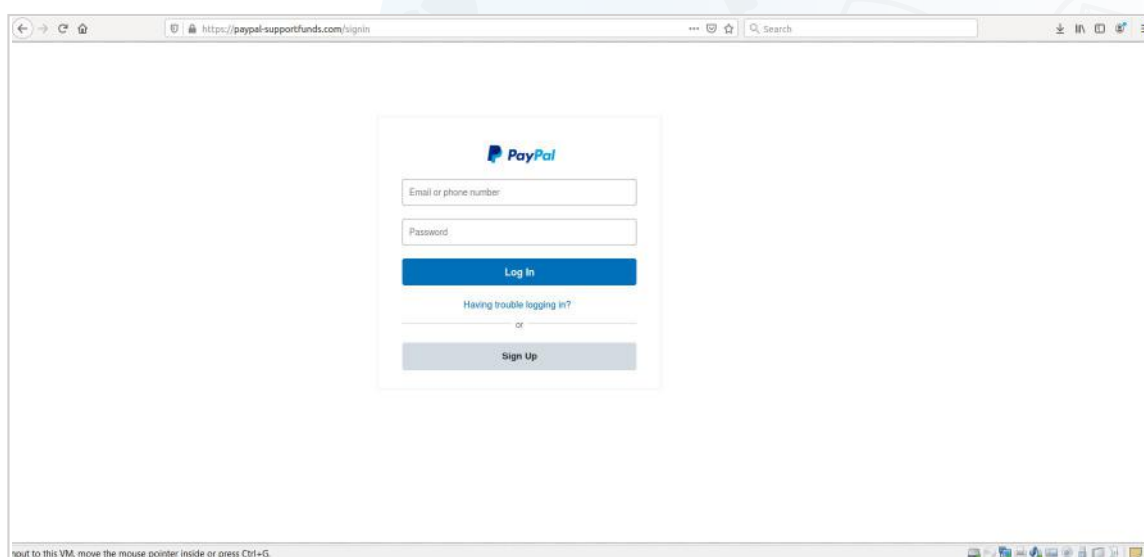 https://paypal-supportfunds.com/signin
Search
PayPal
Email or phone number
Password
Log In
Having trouble logging in?
or
Sign Up
nput to this VM, move the mouse pointer inside or press Ctrl+G.